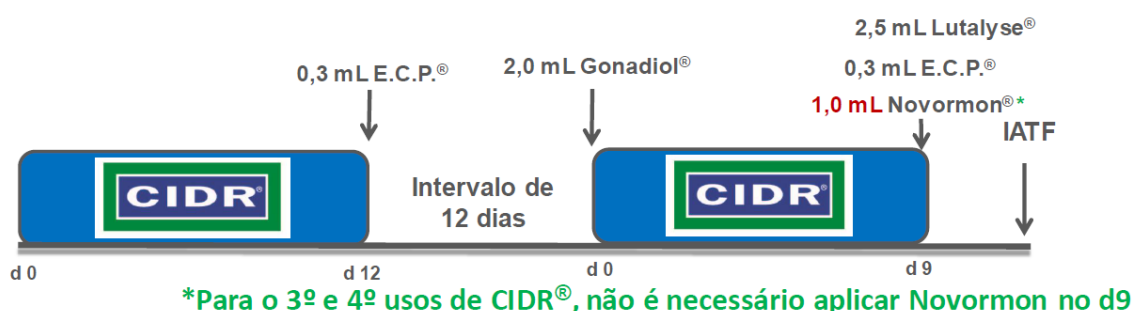 2,5 mL Lutalyse®
0,3 mL E.C.P.®
2,0 mL Gonadiol®
0,3 mL E.C.P.®
1,0 mL Novormon®*
IATF
CIDR®
Intervalo de
12 dias
CIDR®
d 0
d 12
d 0
d 9
*Para o 3º e 4º usos de CIDR®, não é necessário aplicar Novormon no d9